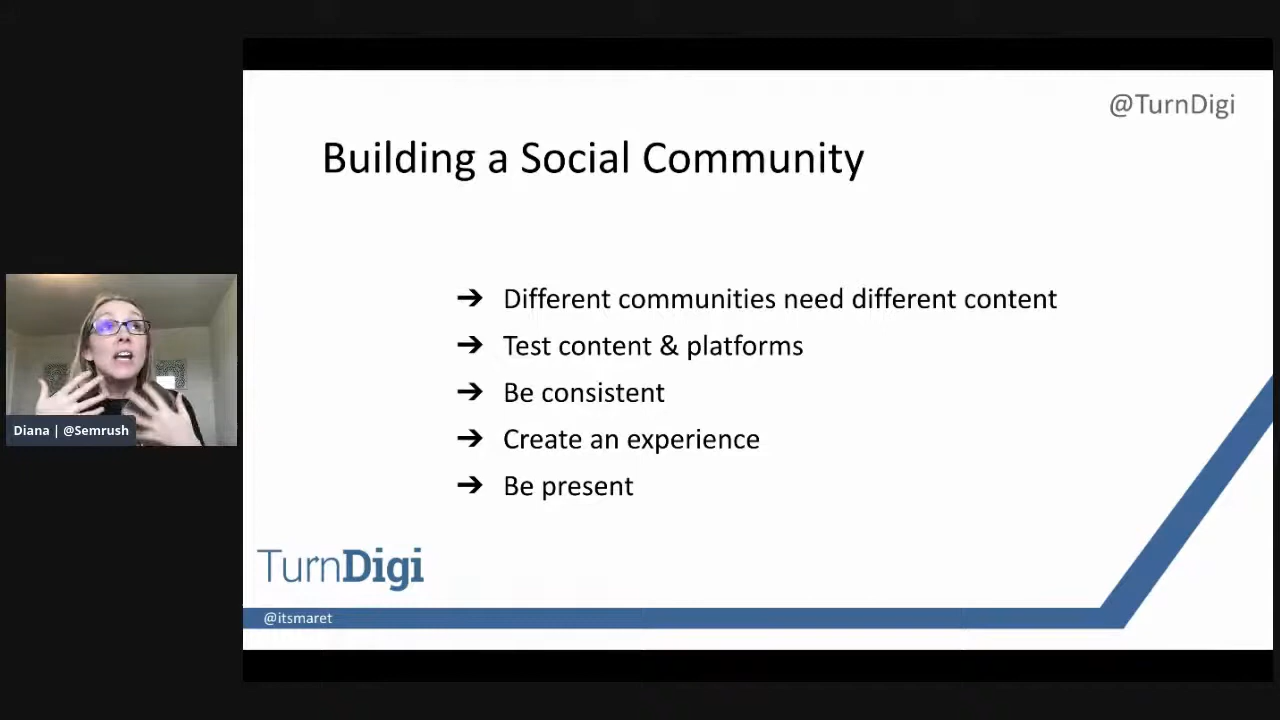 @TurnDigi
Building a Social Community
➔ Different communities need different content
➔ Test content & platforms
➔ Be consistent
➔ Create an experience
➔ Be present
Diana | @Semrush
TurnDigi
@itsmaret